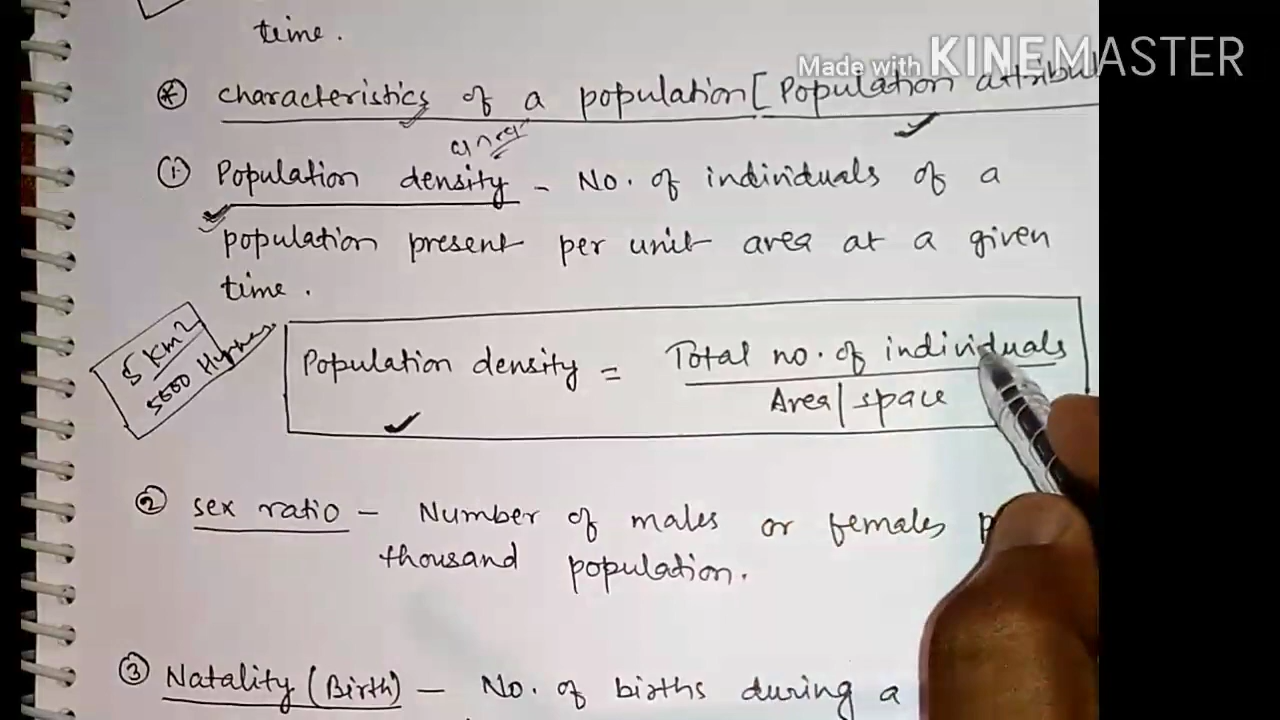 time.
Made with KINEMASTER
* characteristics of a population [Population attribut
① Population density - No. of individuals of a
population present per unit area at a given
time.
5 Km2
5000
Population density = Total no. of individuals
Area/space
② sex ratio - Number of males or females p
thousand population.
③ Natality (Birth) - No. of births during a